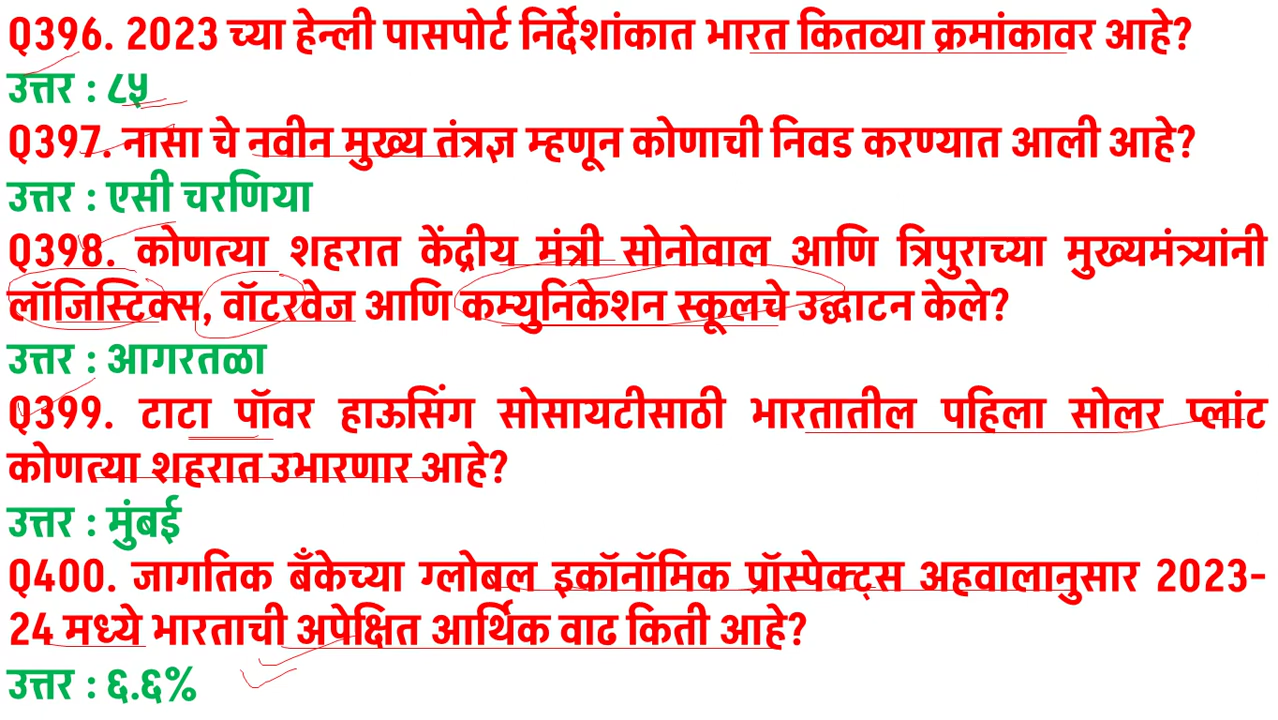 Q396. 2023 च्या हेन्ली पासपोर्ट निर्देशांकात भारत कितव्या क्रमांकावर आहे?
उत्तर : ८५
Q397. नासा चे नवीन मुख्य तंत्रज्ञ म्हणून कोणाची निवड करण्यात आली आहे?
उत्तर : एसी चरणिया
Q398. कोणत्या शहरात केंद्रीय मंत्री सोनोवाल आणि त्रिपुराच्या मुख्यमंत्र्यांनी
लॉजिस्टिक्स, वॉटरवेज आणि कम्युनिकेशन स्कूलचे उद्घाटन केले?
उत्तर : आगरतळा
Q399. टाटा पॉवर हाऊसिंग सोसायटीसाठी भारतातील पहिला सोलर प्लांट
कोणत्या शहरात उभारणार आहे?
उत्तर : मुंबई
Q400. जागतिक बँकेच्या ग्लोबल इकॉनॉमिक प्रॉस्पेक्ट्स अहवालानुसार 2023-
24 मध्ये भारताची अपेक्षित आर्थिक वाढ किती आहे?
उत्तर : ६.६%